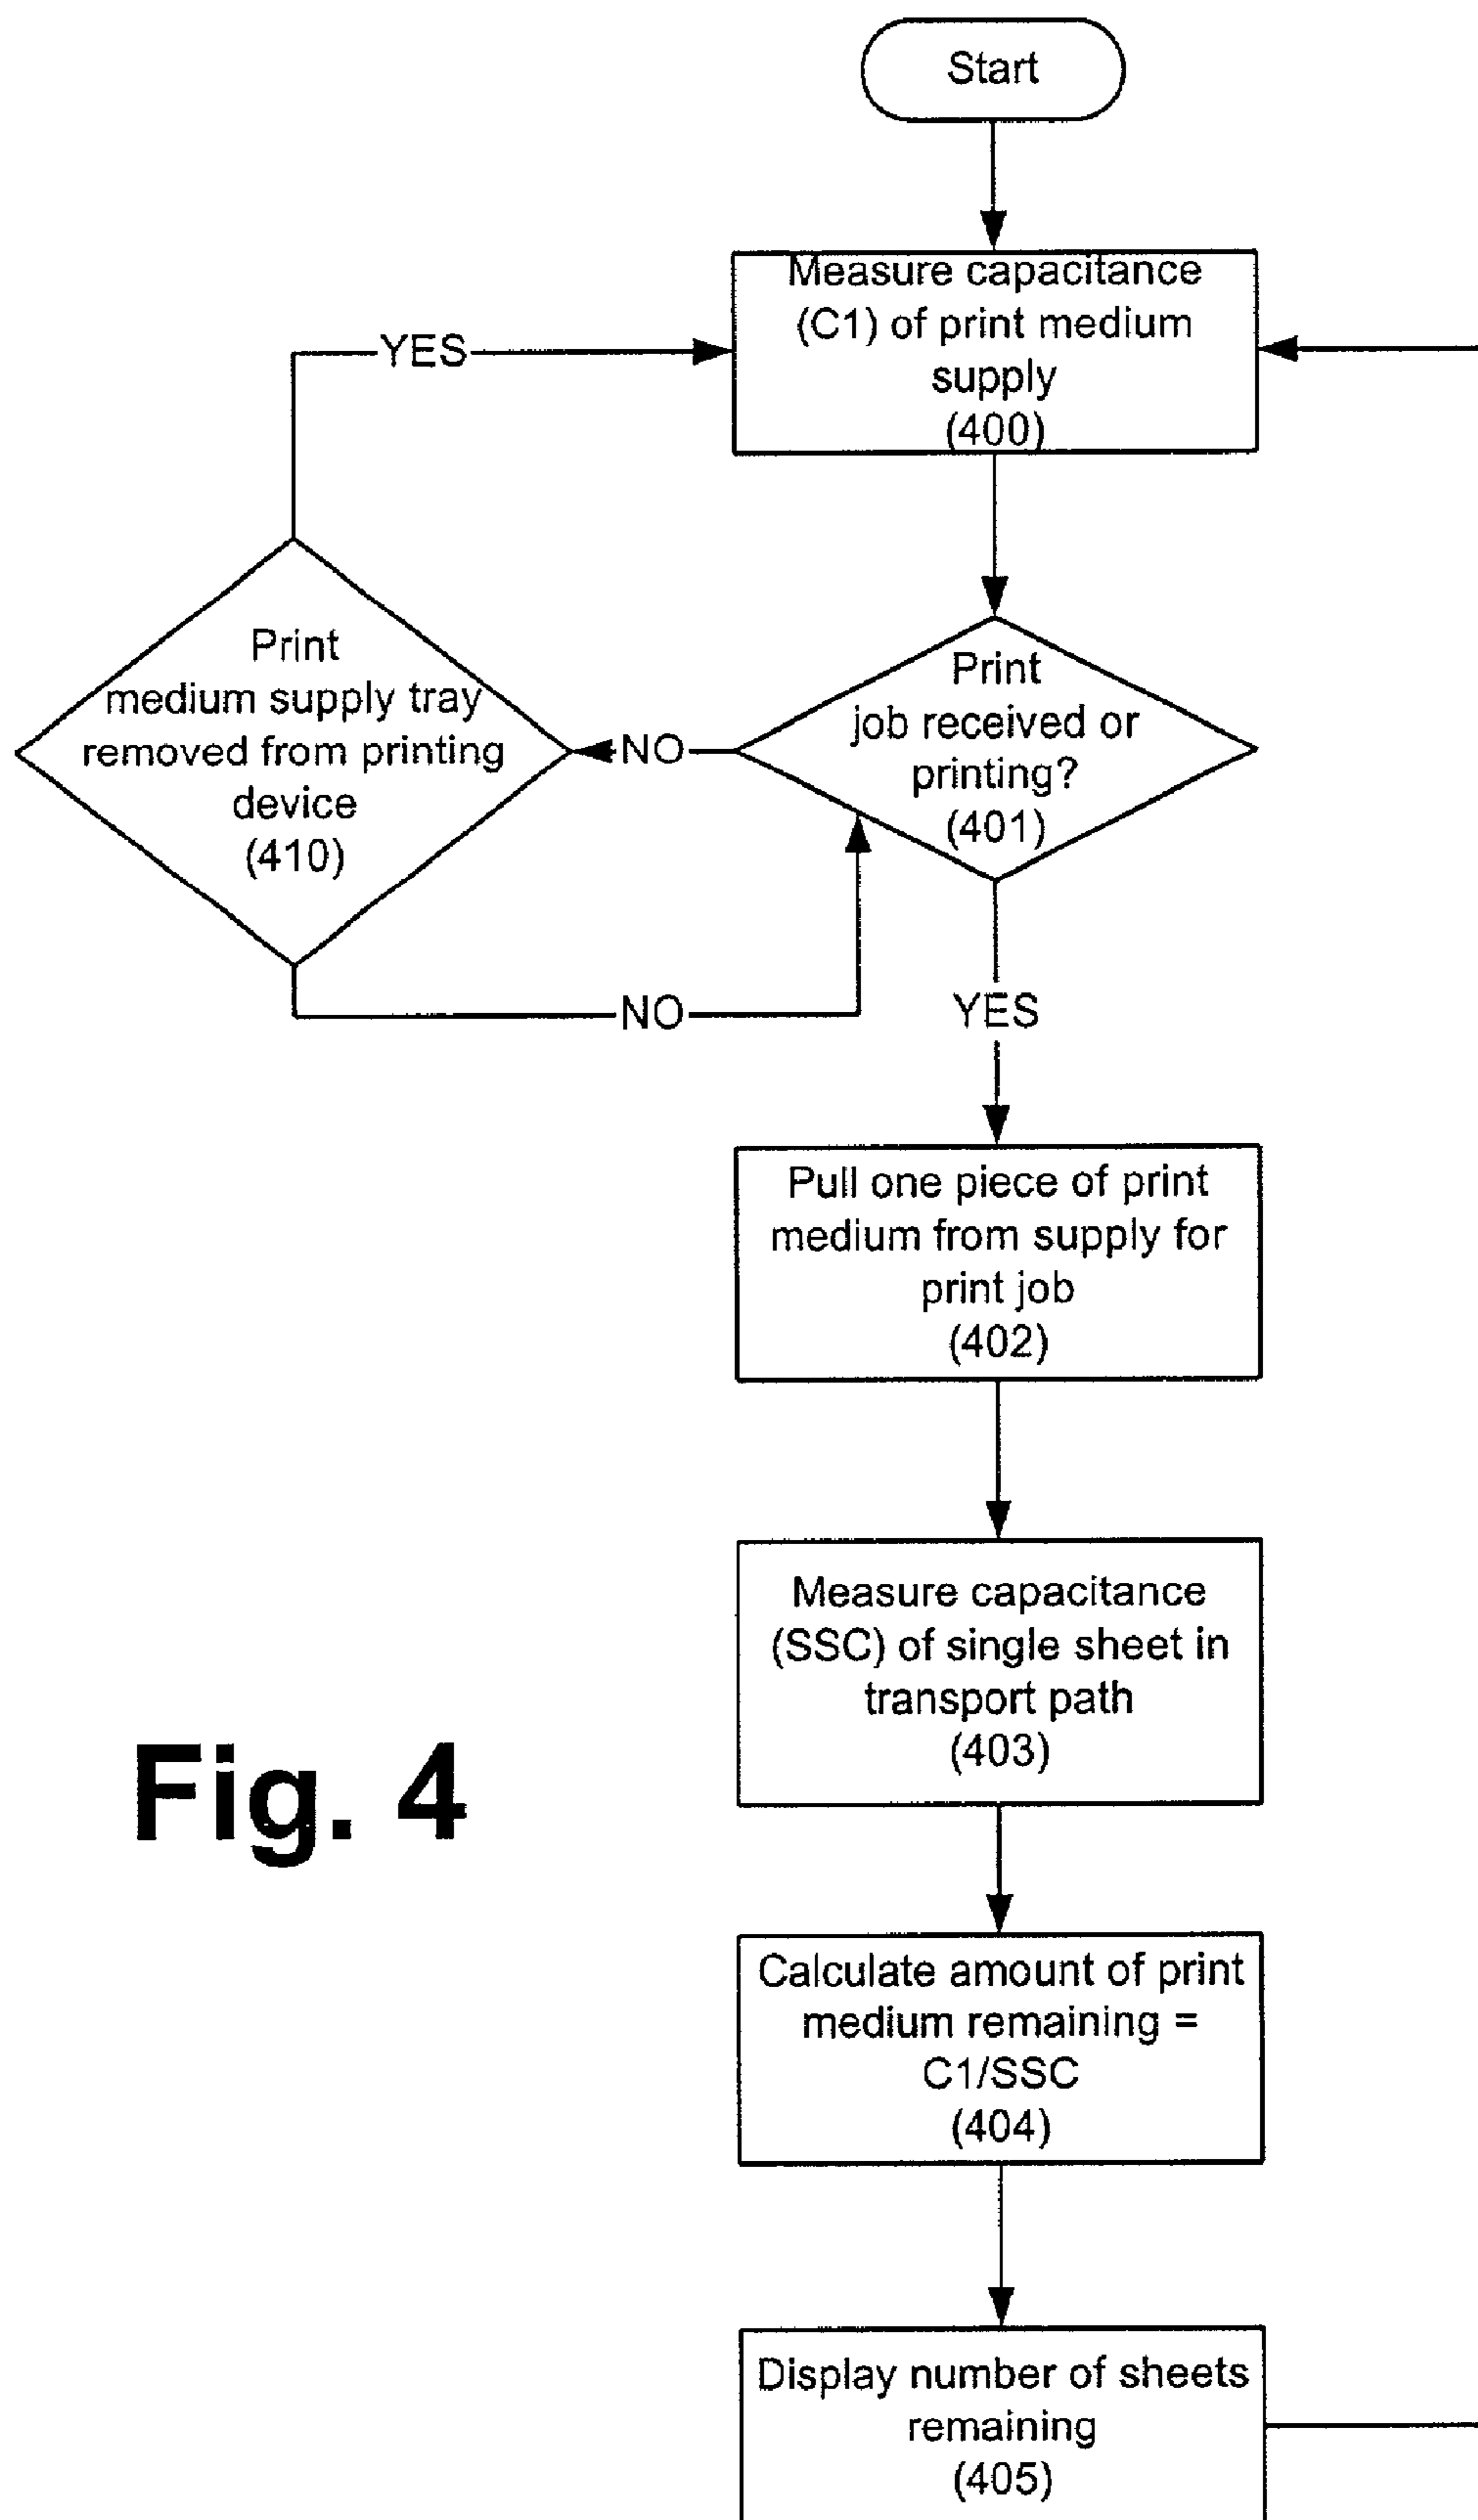 Start
Measure capacitance
(C1) of print medium
supply
(400)
YES
Print
medium supply tray
removed from printing
device
(410)
NO
Print
job received or
printing?
(401)
NO
YES
Pull one piece of print
medium from supply for
print job
(402)
Measure capacitance
(SSC) of single sheet in
transport path
(403)
Fig. 4
Calculate amount of print
medium remaining =
C1/SSC
(404)
Display number of sheets
remaining
(405)